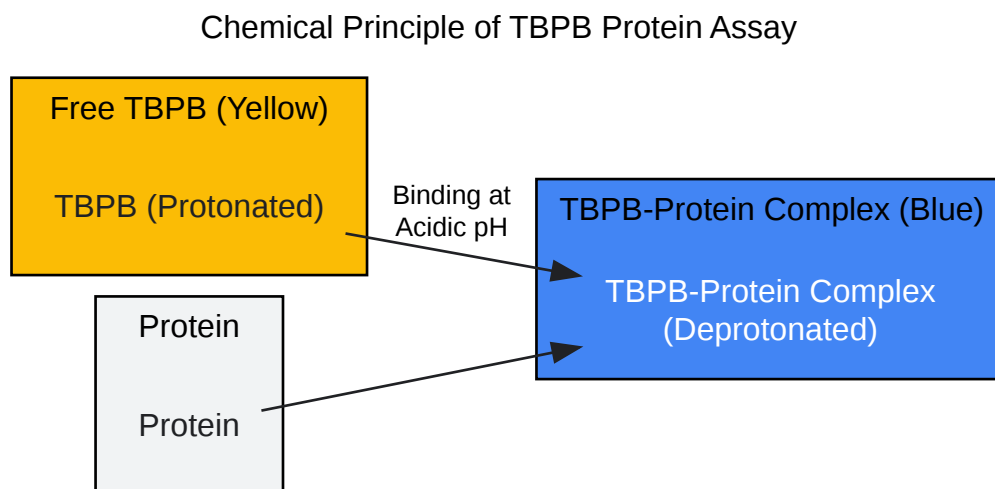 Chemical Principle of TBPB Protein Assay
Free TBPB (Yellow)
TBPB (Protonated)
Binding at
Acidic pH
TBPB-Protein Complex (Blue)
TBPB-Protein Complex
(Deprotonated)
Protein
Protein